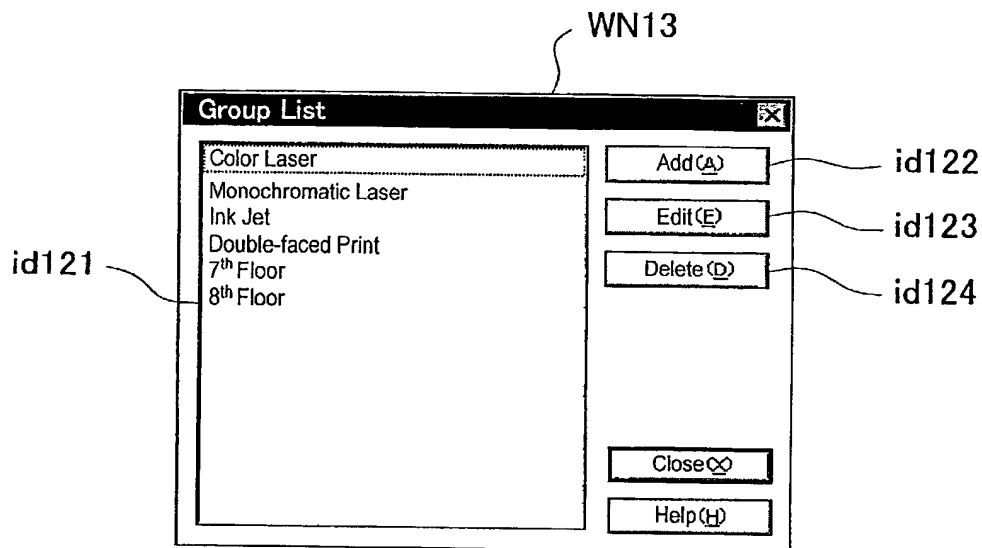 WN13
Group List
Color Laser
Monochromatic Laser
Ink Jet
Double-faced Print
7th Floor
8th Floor
Add(A)
Edit(E)
Delete(D)
Close(X)
Help(H)
id121
id122
id123
id124